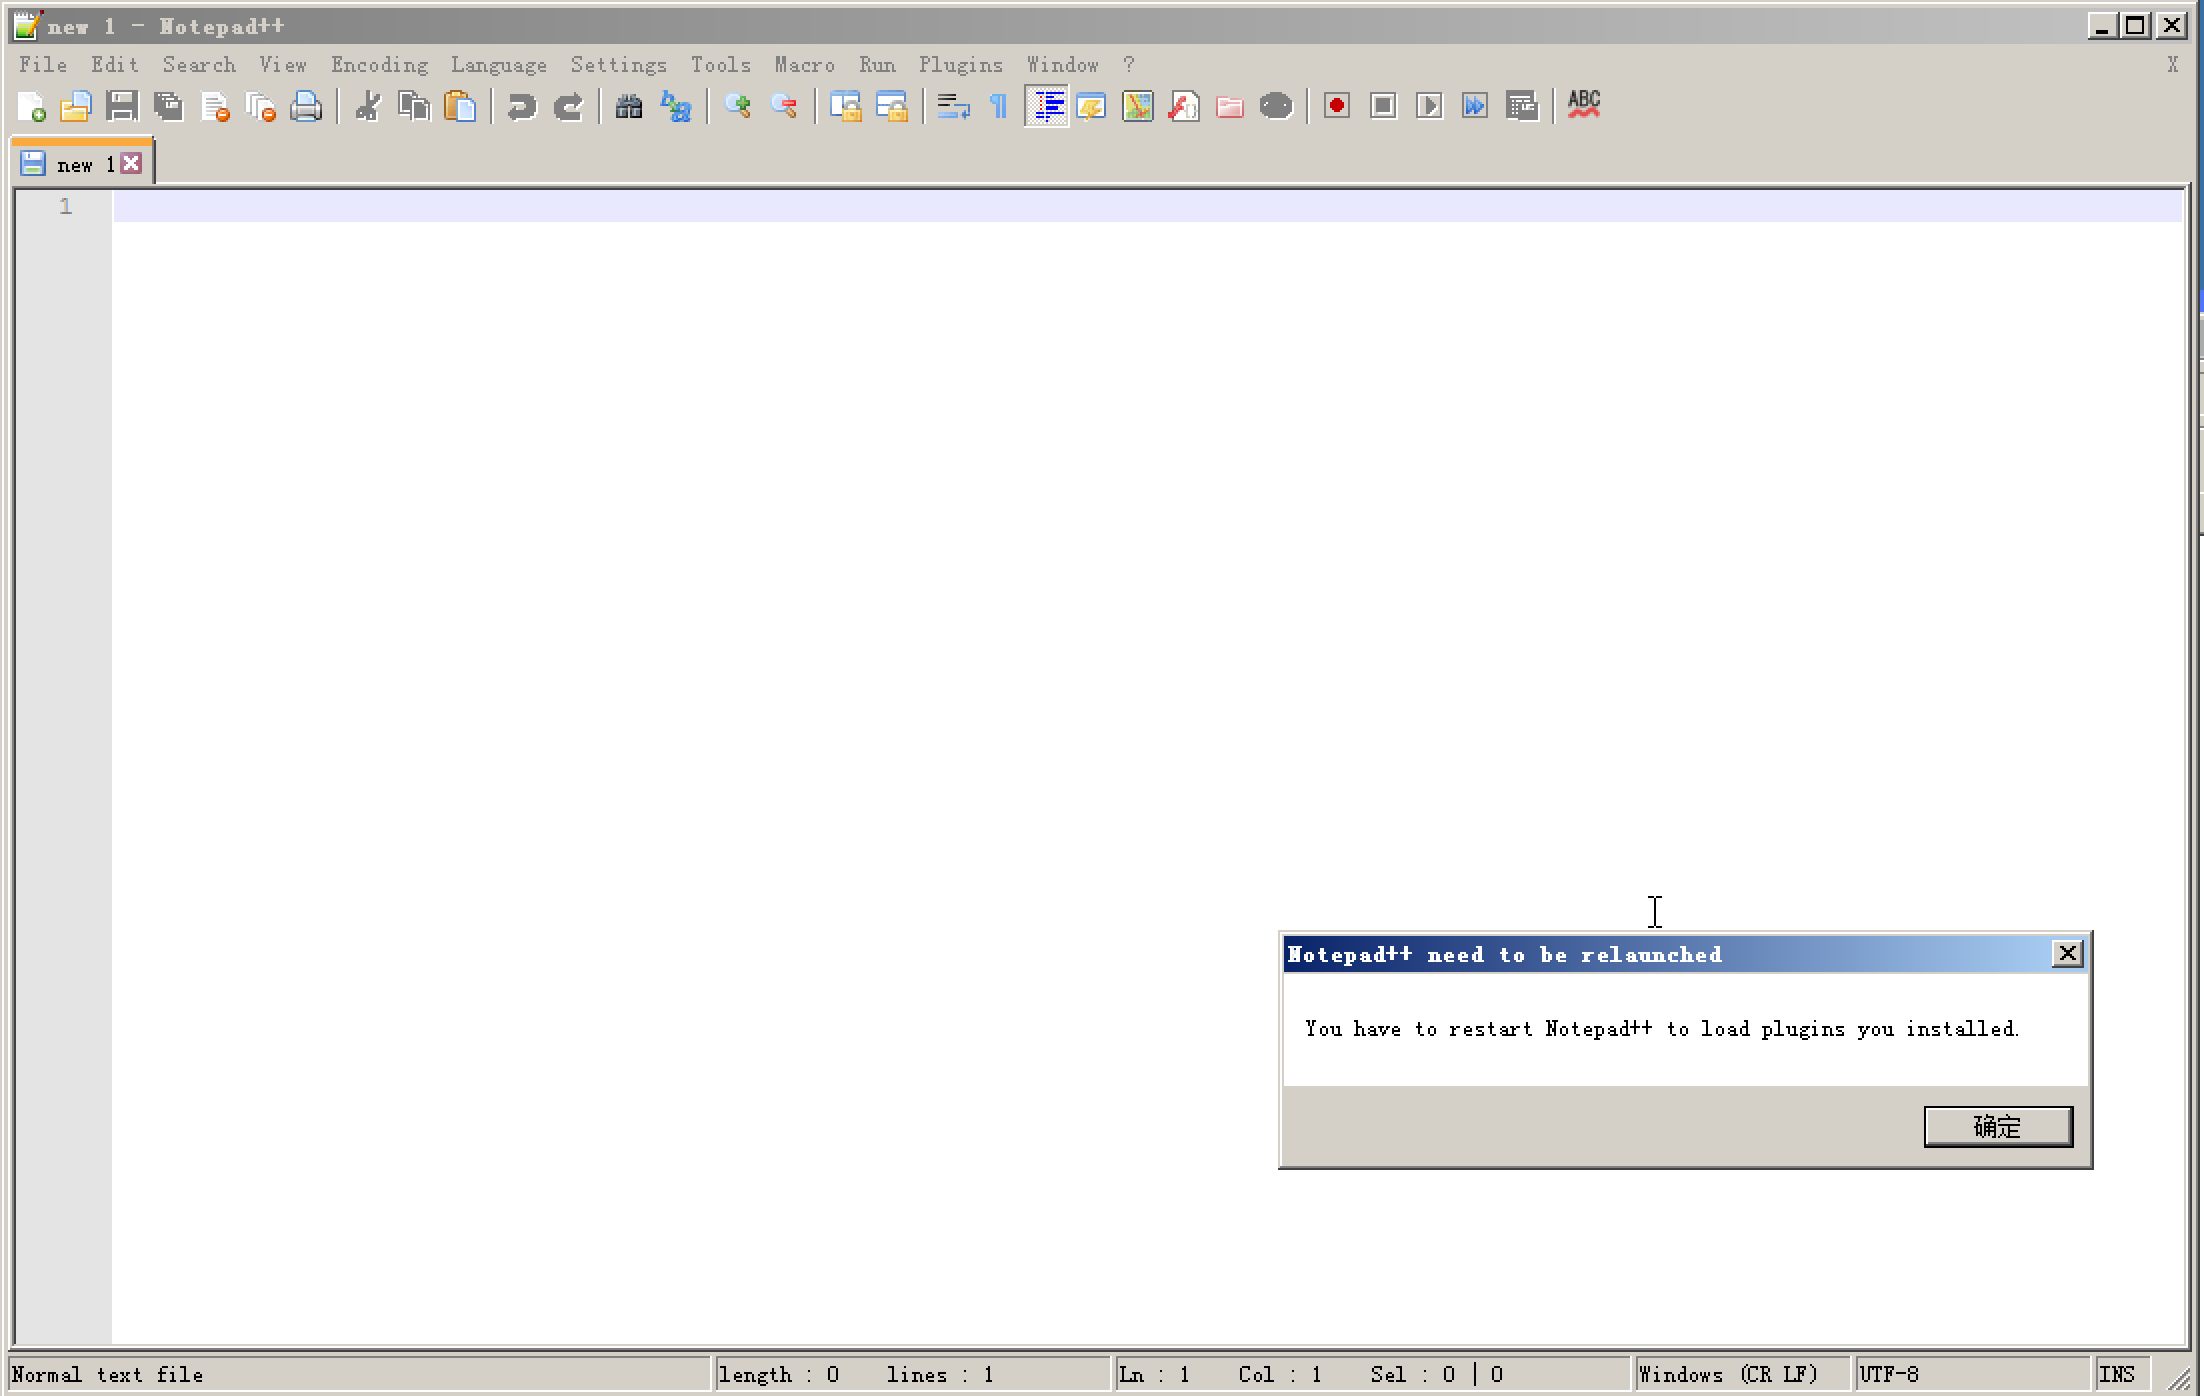 new 1 - Notepad++
File Edit Search View Encoding Language Settings Tools Macro Run Plugins Window ? X
ABC
new 1
1
Notepad++ need to be relaunched
You have to restart Notepad++ to load plugins you installed.
确定
Normal text file length : 0 lines : 1 Ln : 1 Col : 1 Sel : 0 | 0 Windows (CR LF) UTF-8 INS